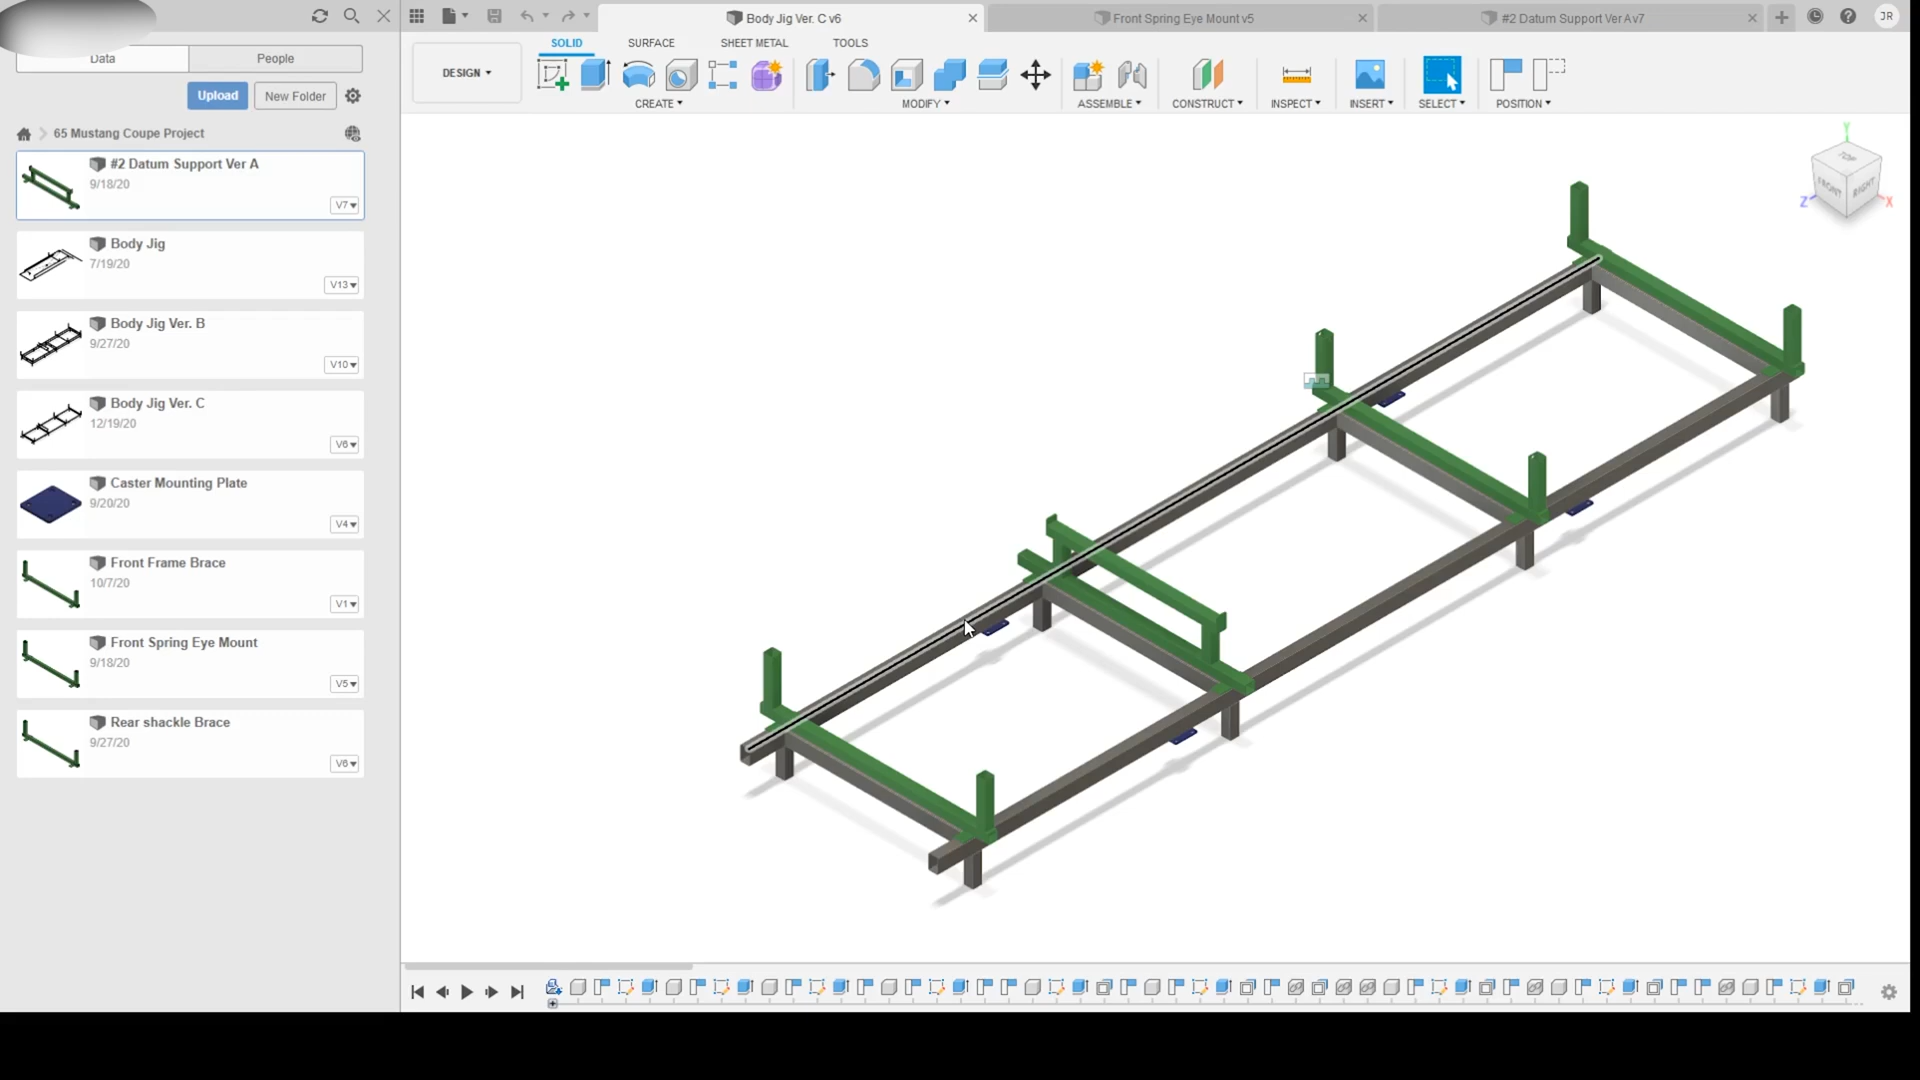 Body Jig Ver. C v6
Front Spring Eye Mount v5
#2 Datum Support Ver A v7
JR
Data
People
Upload
New Folder
65 Mustang Coupe Project
#2 Datum Support Ver A
9/18/20
V7
Body Jig
7/19/20
V13
Body Jig Ver. B
9/27/20
V10
Body Jig Ver. C
12/19/20
V6
Caster Mounting Plate
9/20/20
V4
Front Frame Brace
10/7/20
V1
Front Spring Eye Mount
9/18/20
V5
Rear shackle Brace
9/27/20
V6
DESIGN
SOLID
SURFACE
SHEET METAL
TOOLS
CREATE
MODIFY
ASSEMBLE
CONSTRUCT
INSPECT
INSERT
SELECT
POSITION
Y
TOP
FRONT
RIGHT
Z
X